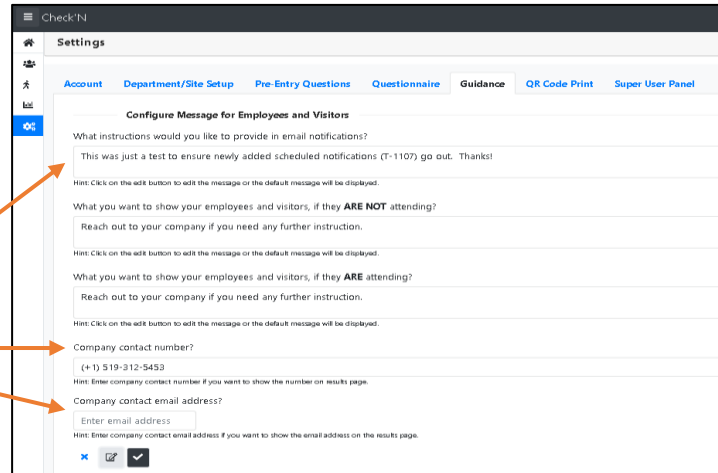 Check'N
Settings
Account Department/Site Setup Pre-Entry Questions Questionnaire Guidance QR Code Print Super User Panel
Configure Message for Employees and Visitors
What instructions would you like to provide in email notifications?
This was just a test to ensure newly added scheduled notifications (T-1107) go out. Thanks!
Hint: Click on the edit button to edit the message or the default message will be displayed.
What you want to show your employees and visitors, if they ARE NOT attending?
Reach out to your company if you need any further instruction.
Hint: Click on the edit button to edit the message or the default message will be displayed.
What you want to show your employees and visitors, if they ARE attending?
Reach out to your company if you need any further instruction.
Hint: Click on the edit button to edit the message or the default message will be displayed.
Company contact number?
(+1) 519-312-5453
Hint: Enter company contact number if you want to show the number on results page.
Company contact email address?
Enter email address
Hint: Enter company contact email address if you want to show the email address on the results page.